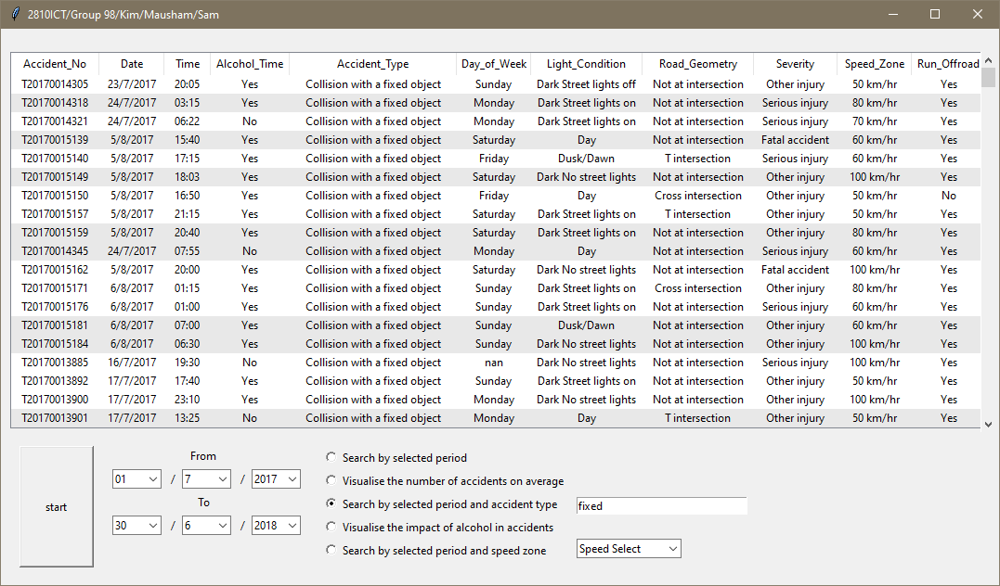 2810ICT/Group 98/Kim/Mausham/Sam
Accident_No Date Time Alcohol_Time Accident_Type Day_of_Week Light_Condition Road_Geometry Severity Speed_Zone Run_Offroad
T20170014305 23/7/2017 20:05 Yes Collision with a fixed object Sunday Dark Street lights off Not at intersection Other injury 50 km/hr Yes
T20170014318 24/7/2017 03:15 Yes Collision with a fixed object Monday Dark Street lights on Not at intersection Serious injury 80 km/hr Yes
T20170014321 24/7/2017 06:22 No Collision with a fixed object Monday Dark Street lights on Not at intersection Serious injury 70 km/hr Yes
T20170015139 5/8/2017 15:40 Yes Collision with a fixed object Saturday Day Not at intersection Fatal accident 60 km/hr Yes
T20170015140 5/8/2017 17:15 Yes Collision with a fixed object Friday Dusk/Dawn T intersection Serious injury 60 km/hr Yes
T20170015149 5/8/2017 18:03 Yes Collision with a fixed object Saturday Dark No street lights Not at intersection Other injury 100 km/hr Yes
T20170015150 5/8/2017 16:50 Yes Collision with a fixed object Friday Day Cross intersection Other injury 60 km/hr No
T20170015157 5/8/2017 21:15 Yes Collision with a fixed object Saturday Dark Street lights on T intersection Other injury 50 km/hr Yes
T20170015159 5/8/2017 20:40 Yes Collision with a fixed object Saturday Dark Street lights on Not at intersection Other injury 80 km/hr Yes
T20170014345 24/7/2017 07:55 No Collision with a fixed object Monday Day Not at intersection Serious injury 60 km/hr Yes
T20170015162 5/8/2017 20:00 Yes Collision with a fixed object Saturday Dark No street lights Not at intersection Fatal accident 100 km/hr Yes
T20170015171 6/8/2017 01:15 Yes Collision with a fixed object Sunday Dark Street lights on Cross intersection Other injury 80 km/hr Yes
T20170015176 6/8/2017 01:00 Yes Collision with a fixed object Sunday Dark Street lights on Not at intersection Serious injury 60 km/hr Yes
T20170015181 6/8/2017 07:00 Yes Collision with a fixed object Sunday Dusk/Dawn Not at intersection Other injury 60 km/hr Yes
T20170015184 6/8/2017 06:30 Yes Collision with a fixed object Sunday Dark No street lights Not at intersection Other injury 100 km/hr Yes
T20170013885 16/7/2017 19:30 No Collision with a fixed object nan Dark No street lights Not at intersection Serious injury 100 km/hr Yes
T20170013892 17/7/2017 17:40 Yes Collision with a fixed object Sunday Dark Street lights on Not at intersection Other injury 50 km/hr Yes
T20170013900 17/7/2017 23:10 Yes Collision with a fixed object Monday Dark No street lights Not at intersection Other injury 100 km/hr Yes
T20170013901 17/7/2017 13:25 No Collision with a fixed object Monday Day T intersection Other injury 50 km/hr Yes
start
From
01 / 7 / 2017
To
30 / 6 / 2018
Search by selected period
Visualise the number of accidents on average
Search by selected period and accident type fixed
Visualise the impact of alcohol in accidents
Search by selected period and speed zone Speed Select